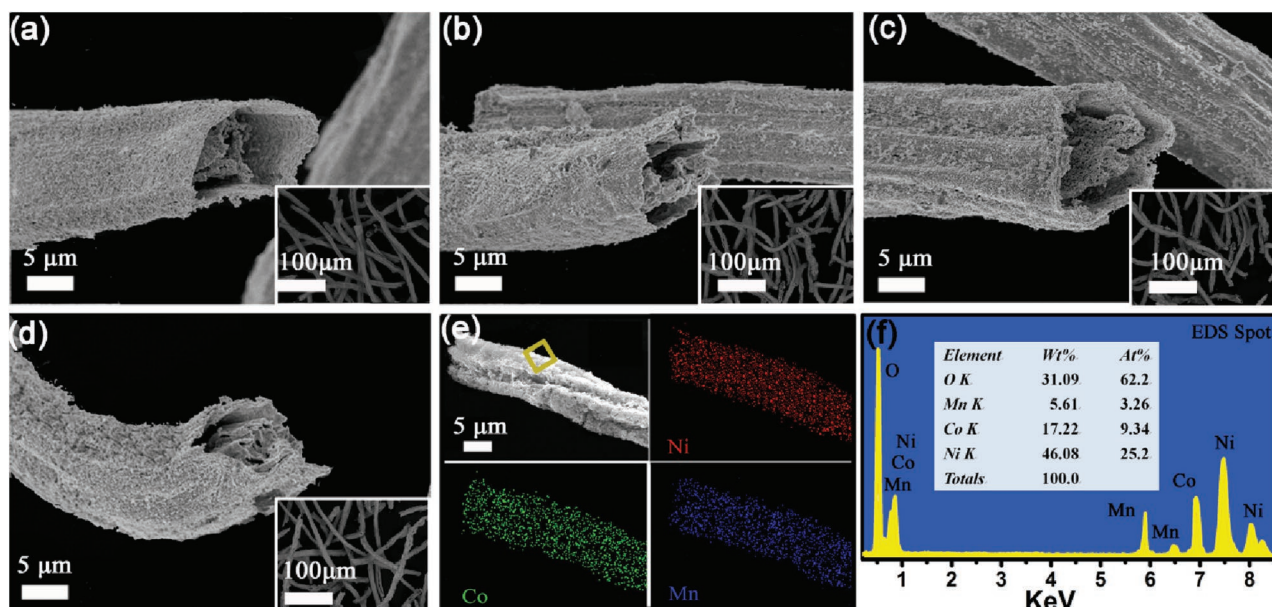 (a)
5 µm
100µm
(b)
5 µm
100µm
(c)
5 µm
100µm
(d)
5 µm
100µm
(e)
5 µm
Ni
Co
Mn
(f)
EDS Spot
Element Wt% At%
O K 31.09 62.2
Mn K 5.61 3.26
Co K 17.22 9.34
Ni K 46.08 25.2
Totals 100.0
O
Ni
Co
Mn
Mn
Mn
Co
Ni
1 2 3 4 5 6 7 8
KeV